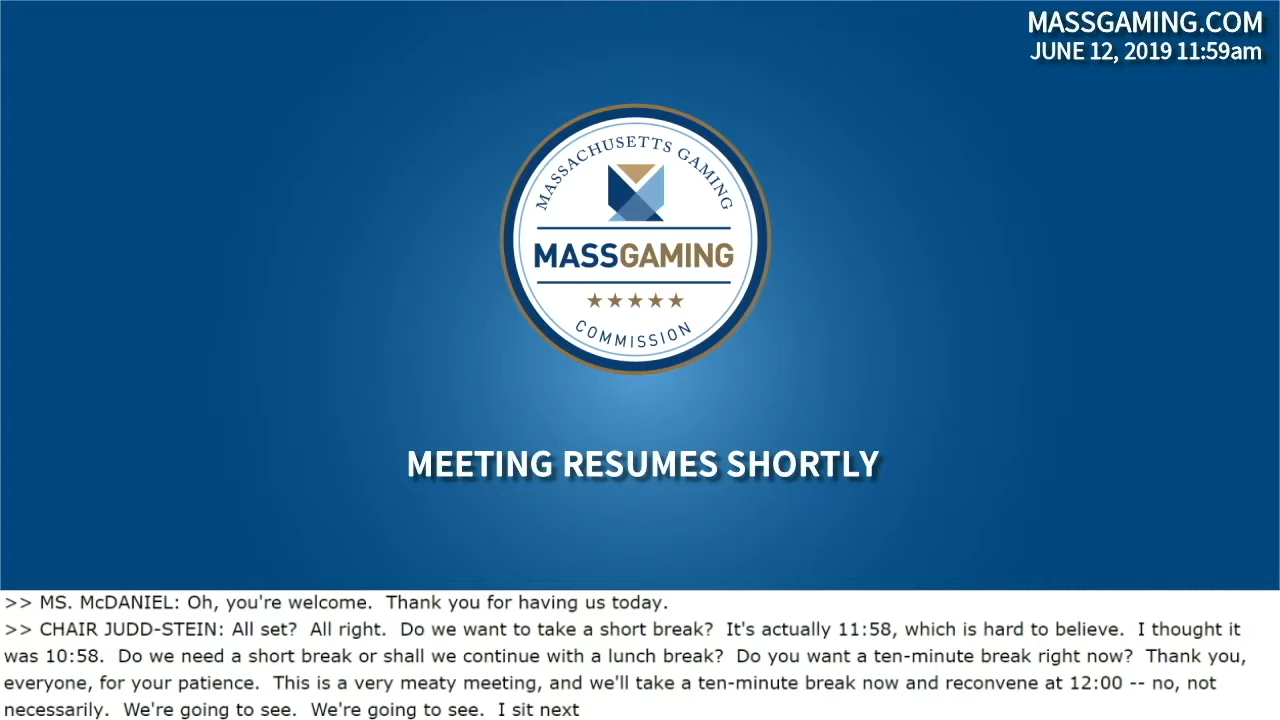 MASSGAMING.COM
JUNE 12, 2019 11:59am
MASSACHUSETTS GAMING
MASSGAMING
COMMISSION
MEETING RESUMES SHORTLY
>> MS. McDANIEL: Oh, you're welcome.  Thank you for having us today.
>> CHAIR JUDD-STEIN: All set?  All right.  Do we want to take a short break?  It's actually 11:58, which is hard to believe.  I thought it
was 10:58.  Do we need a short break or shall we continue with a lunch break?  Do you want a ten-minute break right now?  Thank you,
everyone, for your patience.  This is a very meaty meeting, and we'll take a ten-minute break now and reconvene at 12:00 -- no, not
necessarily.  We're going to see.  We're going to see.  I sit next